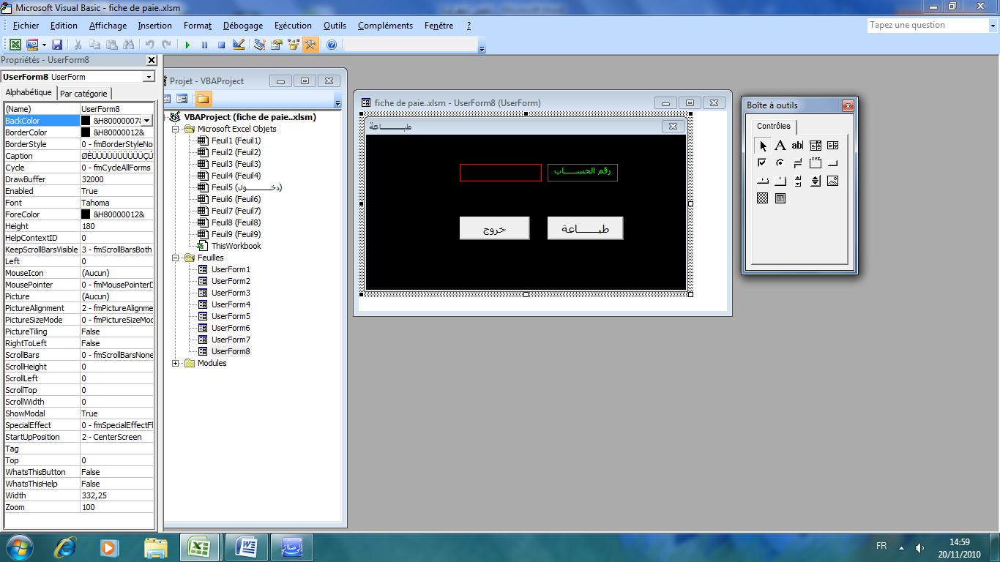 Microsoft Visual Basic - fiche de paie..xlsm
Fichier Edition Affichage Insertion Format Débogage Exécution Outils Compléments Fenêtre ?
Tapez une question
Propriétés - UserForm8
UserForm8 UserForm
Alphabétique Par catégorie
(Name) UserForm8
BackColor &H80000007&
BorderColor &H80000012&
BorderStyle 0 - fmBorderStyleNo
Caption
Cycle 0 - fmCycleAllForms
DrawBuffer 32000
Enabled True
Font Tahoma
ForeColor &H80000012&
Height 180
HelpContextID 0
KeepScrollBarsVisible 3 - fmScrollBarsBoth
Left 0
MouseIcon (Aucun)
MousePointer 0 - fmMousePointerD
Picture (Aucun)
PictureAlignment 2 - fmPictureAlignme
PictureSizeMode 0 - fmPictureSizeMod
PictureTiling False
RightToLeft False
ScrollBars 0 - fmScrollBarsNone
ScrollHeight 0
ScrollLeft 0
ScrollTop 0
ScrollWidth 0
ShowModal True
SpecialEffect 0 - fmSpecialEffectFl
StartUpPosition 2 - CenterScreen
Tag
Top 0
WhatsThisButton False
WhatsThisHelp False
Width 332,25
Zoom 100
Projet - VBAProject
VBAProject (fiche de paie..xlsm)
Microsoft Excel Objets
Feuil1 (Feuil1)
Feuil2 (Feuil2)
Feuil3 (Feuil3)
Feuil4 (Feuil4)
Feuil5 (دخـــــــول)
Feuil6 (Feuil6)
Feuil7 (Feuil7)
Feuil8 (Feuil8)
Feuil9 (Feuil9)
ThisWorkbook
Feuilles
UserForm1
UserForm2
UserForm3
UserForm4
UserForm5
UserForm6
UserForm7
UserForm8
Modules
fiche de paie..xlsm - UserForm8 (UserForm)
طبــــــــــاعة
رقم الحســــاب
طبــــــاعة
خروج
Boîte à outils
Contrôles
A
ab
إلى صلاتي
FR
14:59
20/11/2010